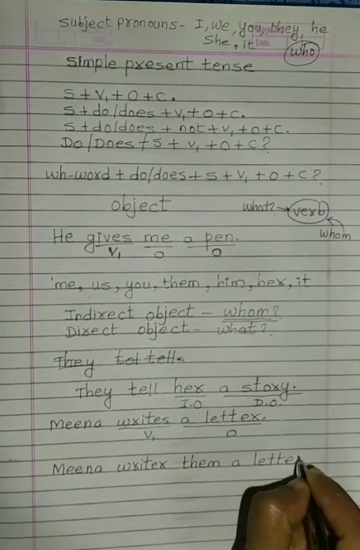 Subject pronouns - I, we, you, they, he
she, it
who
Simple present tense
S + V1 + O + C.
S + do/does + V1 + O + C.
S + do/does + not + V1 + O + C.
Do/Does + S + V1 + O + C?
wh-word + do/does + S + V1 + O + C?
object
what? → verb
whom
He gives me a pen.
V1 O O
'me, us, you, them, him, her, it
Indirect object - whom?
Direct object - what?
They tol tell.
They tell her a story.
I.O D.O.
Meena writes a letter.
V1 O
Meena writer them a lette